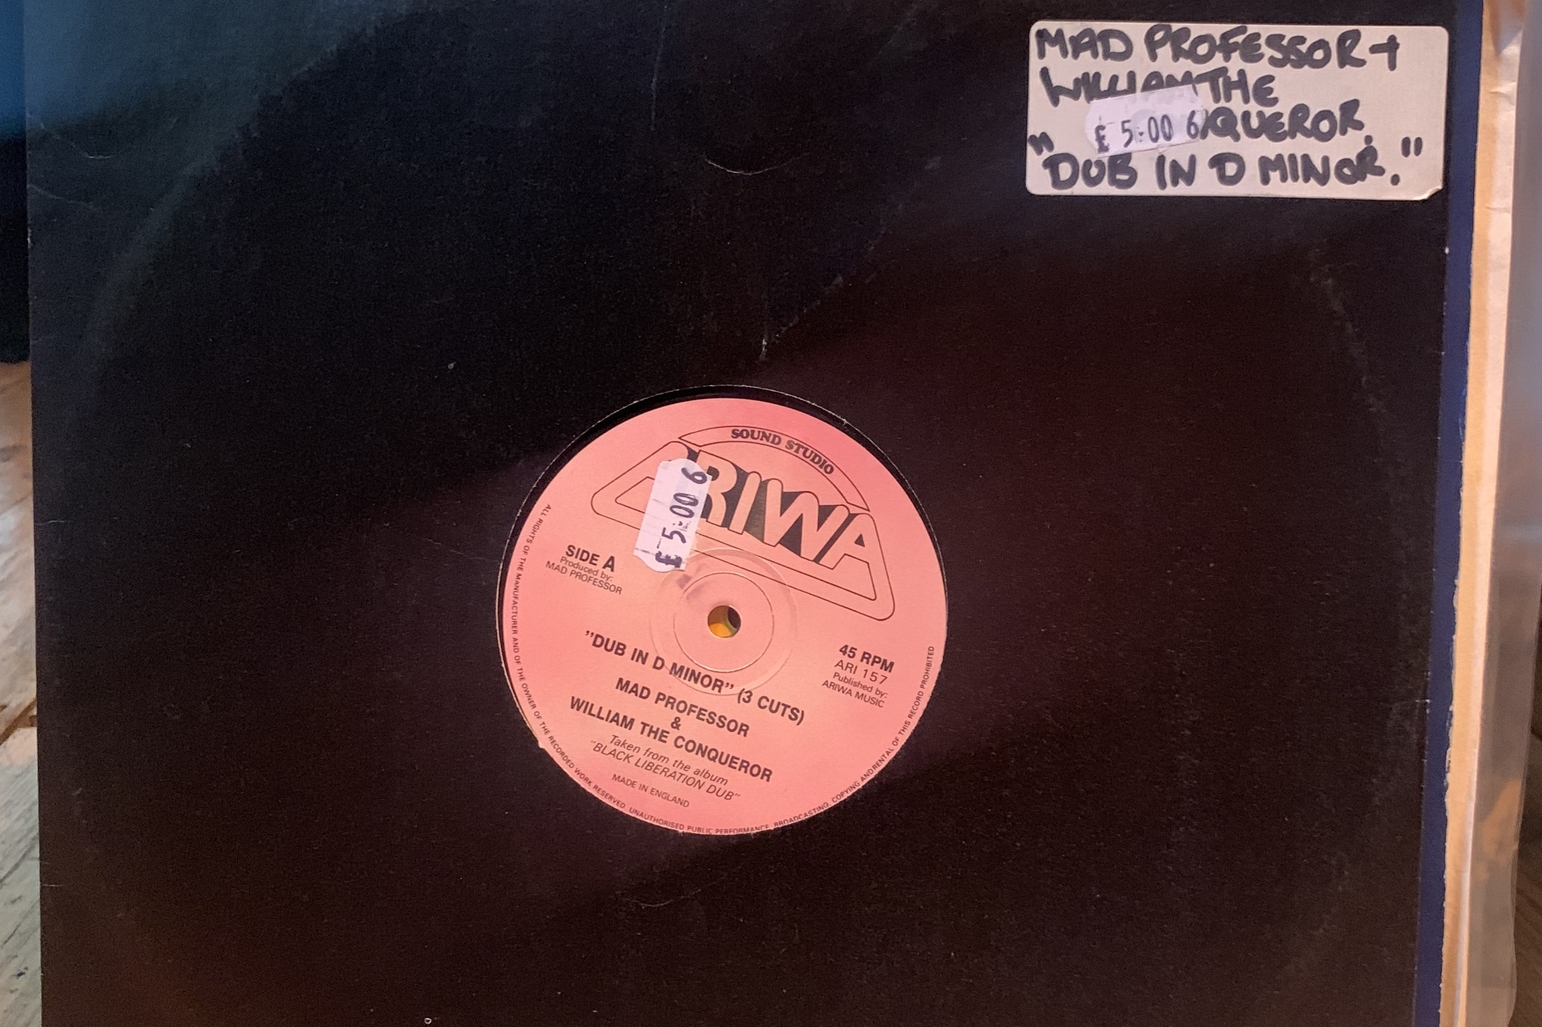 MAD PROFESSOR +
WILLIAM THE
QUEROR.
"DUB IN D MINOR."
£ 5.00 6
SOUND STUDIO
ARIWA
£ 5.00 6
SIDE A
Produced by:
MAD PROFESSOR
45 RPM
ARI 157
Published by:
ARIWA MUSIC
"DUB IN D MINOR" (3 CUTS)
MAD PROFESSOR
&
WILLIAM THE CONQUEROR
Taken from the album
"BLACK LIBERATION DUB"
MADE IN ENGLAND
ALL RIGHTS OF THE MANUFACTURER AND OF THE OWNER OF THE RECORDED WORK RESERVED. UNAUTHORISED PUBLIC PERFORMANCE, BROADCASTING, COPYING AND RENTAL OF THIS RECORD PROHIBITED